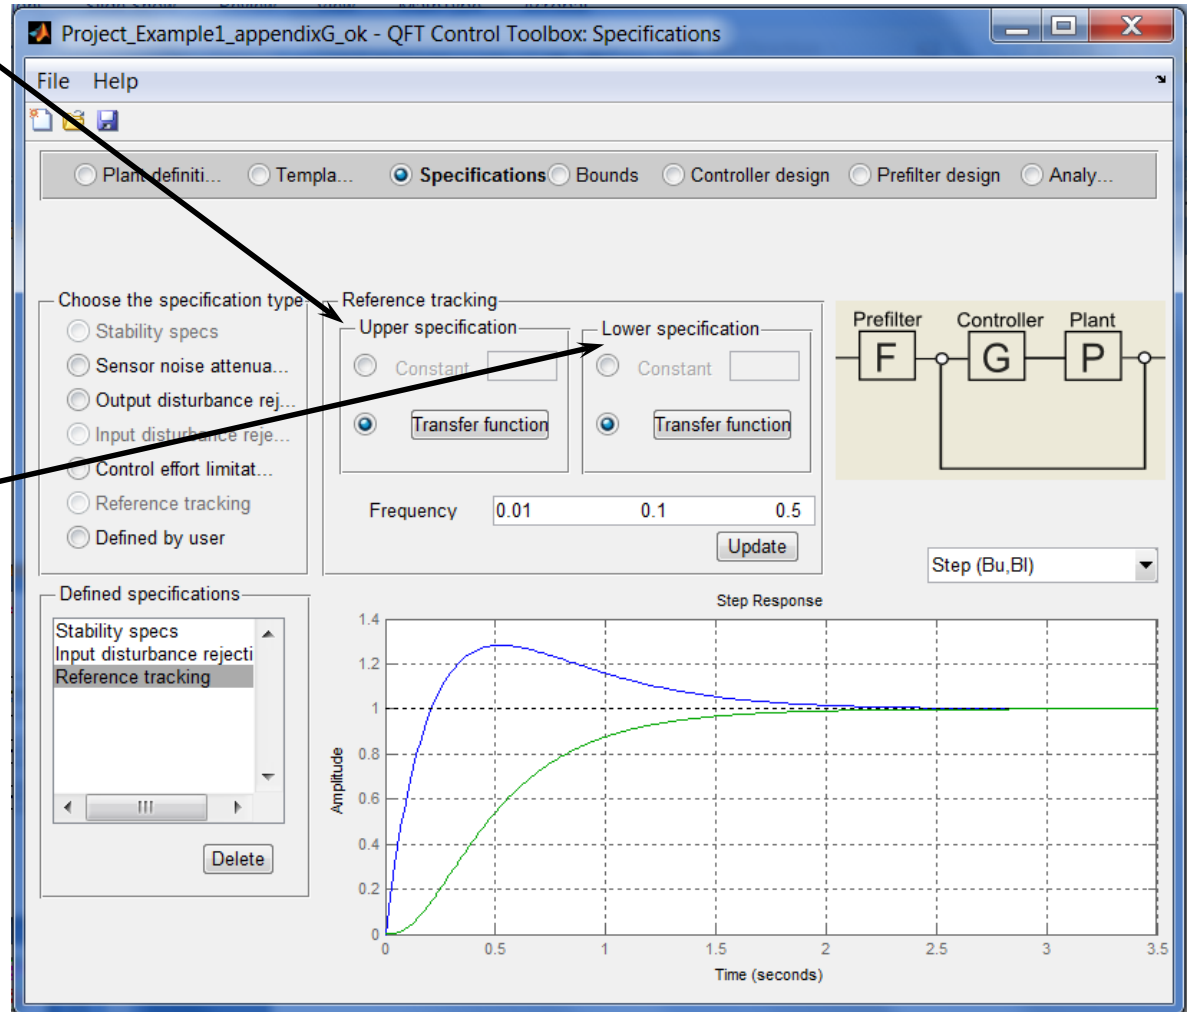 Project_Example1_appendixG_ok - QFT Control Toolbox: Specifications
File Help
Plant definiti... Templa... Specifications Bounds Controller design Prefilter design Analy...
Choose the specification type
Stability specs
Sensor noise attenua...
Output disturbance rej...
Input disturbance reje...
Control effort limitat...
Reference tracking
Defined by user
Reference tracking
Upper specification
Constant
Transfer function
Lower specification
Constant
Transfer function
Frequency 0.01 0.1 0.5
Update
Prefilter Controller Plant
F G P
Step (Bu,Bl)
Defined specifications
Stability specs
Input disturbance rejecti
Reference tracking
Delete
Step Response
Amplitude
1.4
1.2
1
0.8
0.6
0.4
0.2
0
0 0.5 1 1.5 2 2.5 3 3.5
Time (seconds)